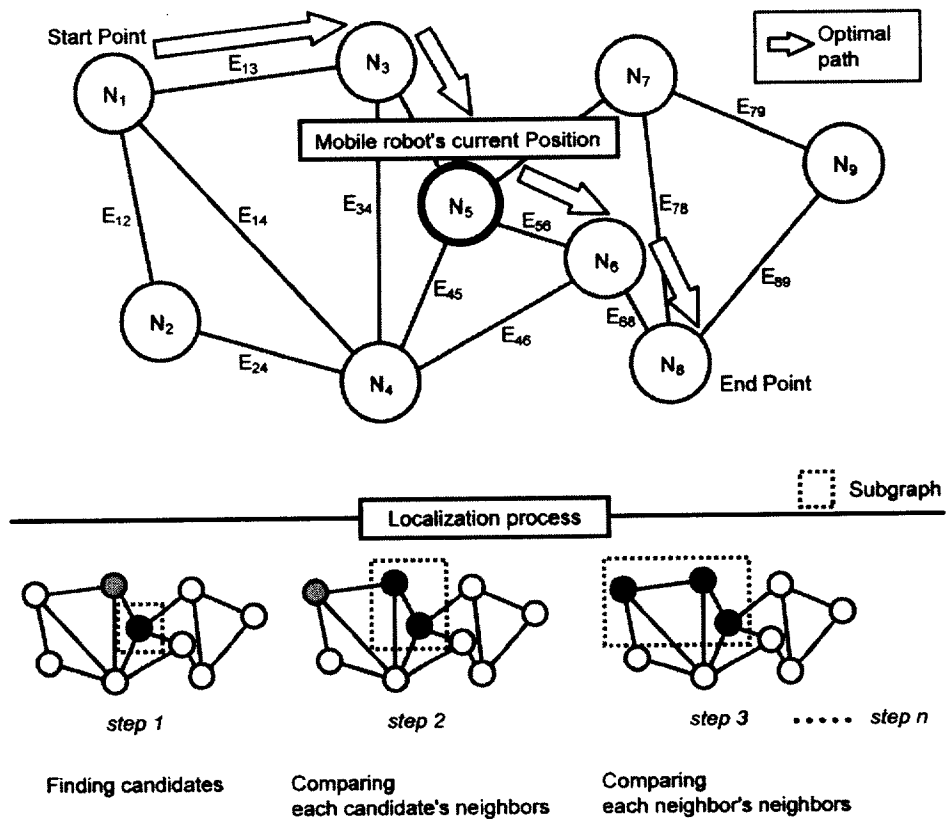 Start Point
Optimal
path
E13
N1
N3
N7
E79
Mobile robot's current Position
N9
E12
E14
E34
N5
E56
E78
N6
E45
E89
N2
E46
E68
E24
N4
N8
End Point
Subgraph
Localization process
step 1
step 2
step 3
step n
Finding candidates
Comparing
each candidate's neighbors
Comparing
each neighbor's neighbors